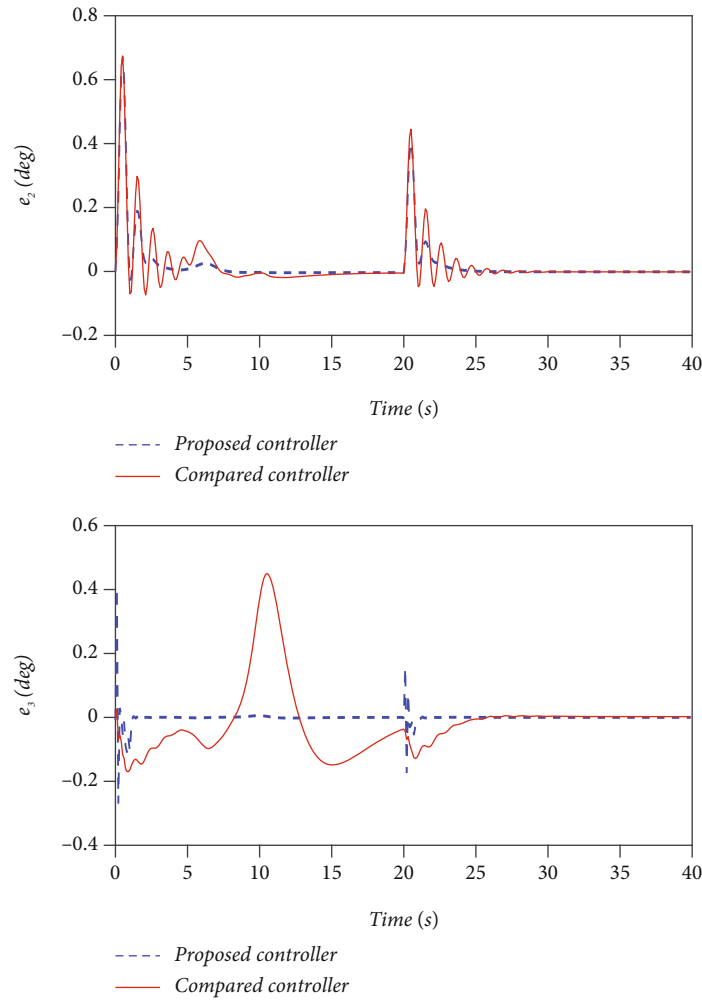 0.8
0.6
0.4
0.2
0
−0.2
e2 (deg)
0 5 10 15 20 25 30 35 40
Time (s)
Proposed controller
Compared controller
0.6
0.4
0.2
0
−0.2
−0.4
e3 (deg)
0 5 10 15 20 25 30 35 40
Time (s)
Proposed controller
Compared controller